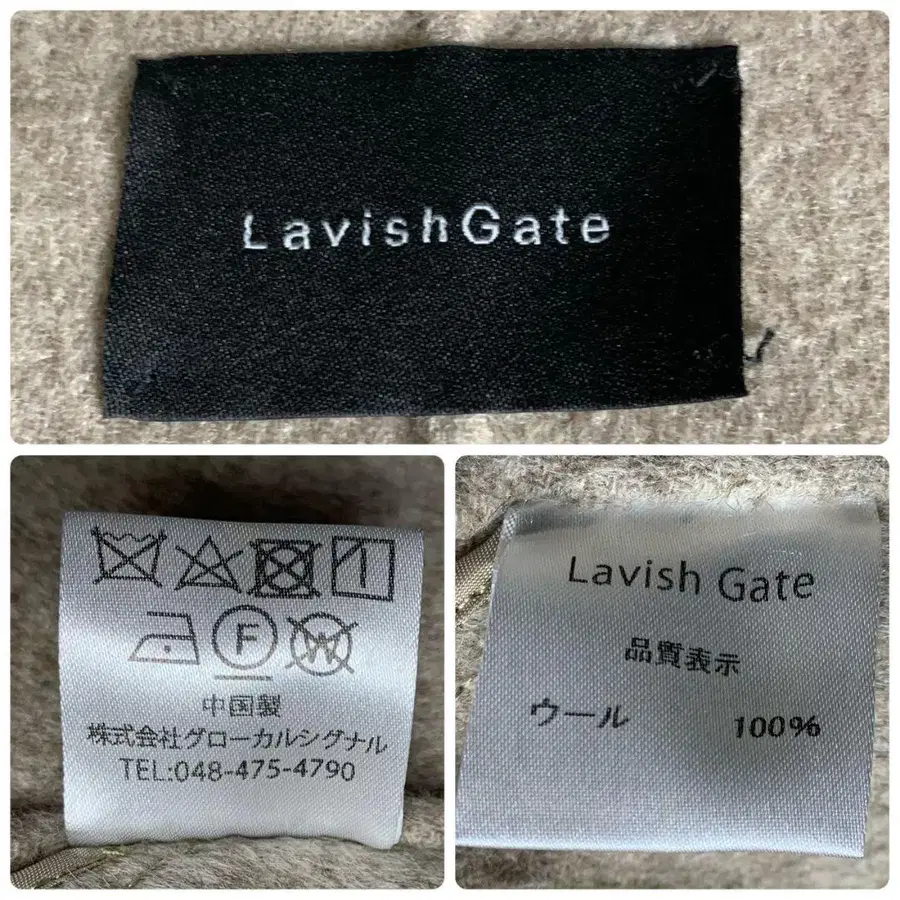 LavishGate
F
W
中国製
株式会社グローカルシグナル
TEL:048-475-4790
Lavish Gate
品質表示
ウール 100%